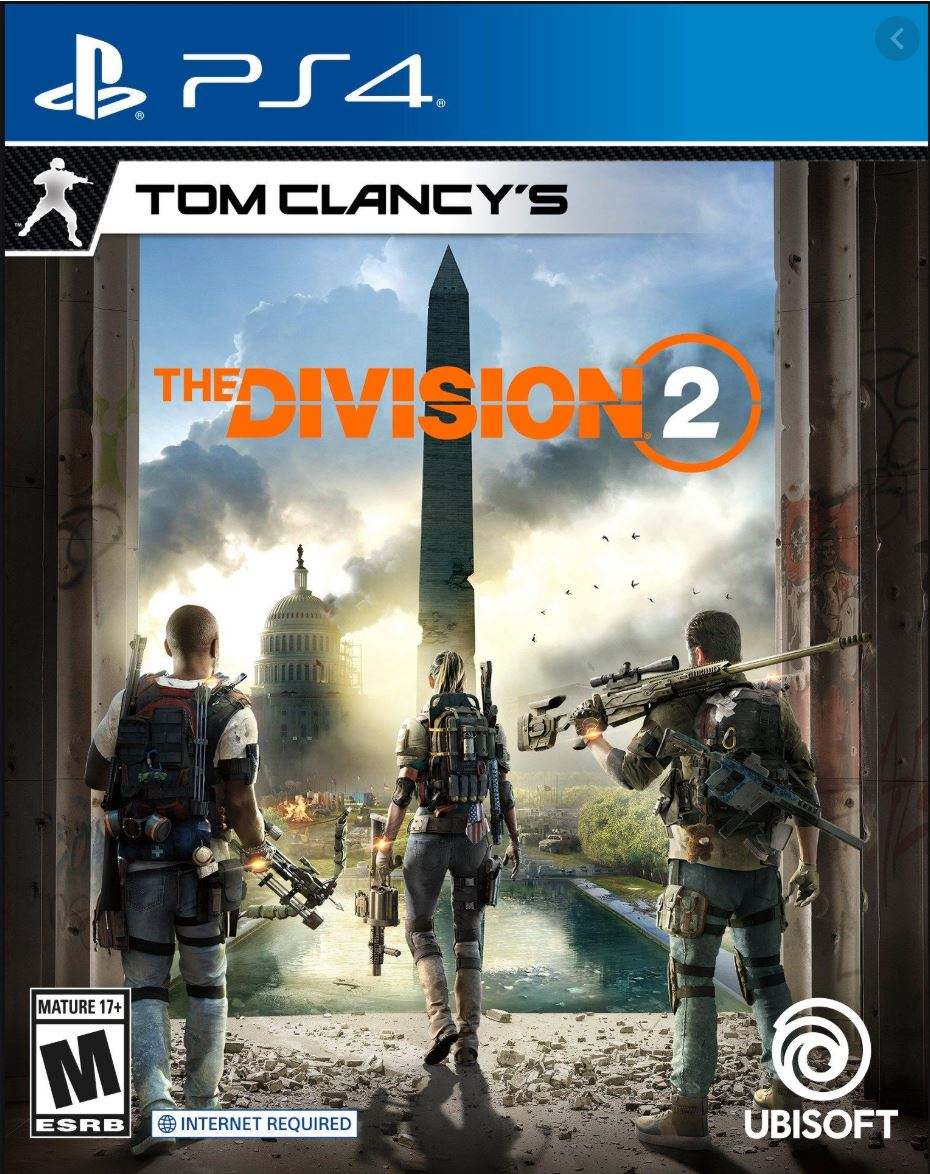 PS4
TOM CLANCY'S
THE DIVISION 2
MATURE 17+
M
ESRB
INTERNET REQUIRED
UBISOFT